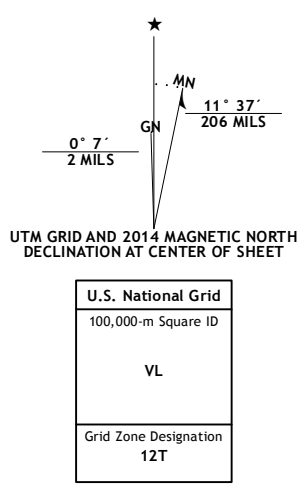 ★
MN
11° 37´
206 MILS
GN
0° 7´
2 MILS
UTM GRID AND 2014 MAGNETIC NORTH
DECLINATION AT CENTER OF SHEET
U.S. National Grid
100,000-m Square ID
VL
Grid Zone Designation
12T